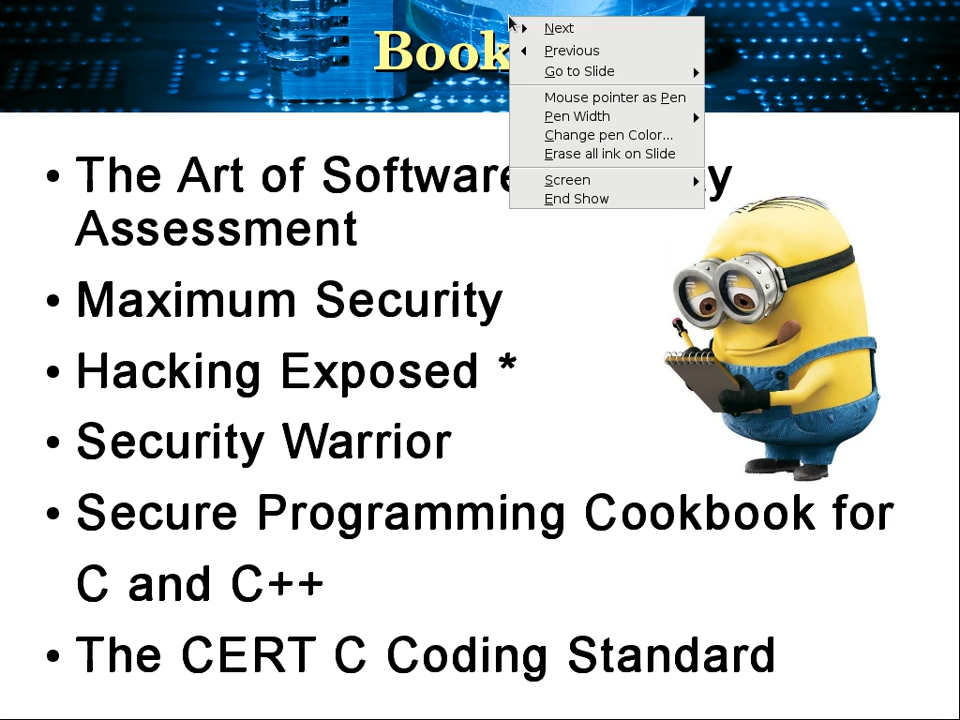 Book
Next
Previous
Go to Slide
Mouse pointer as Pen
Pen Width
Change pen Color...
Erase all ink on Slide
Screen
End Show
• The Art of Software
Assessment
• Maximum Security
• Hacking Exposed *
• Security Warrior
• Secure Programming Cookbook for
C and C++
• The CERT C Coding Standard